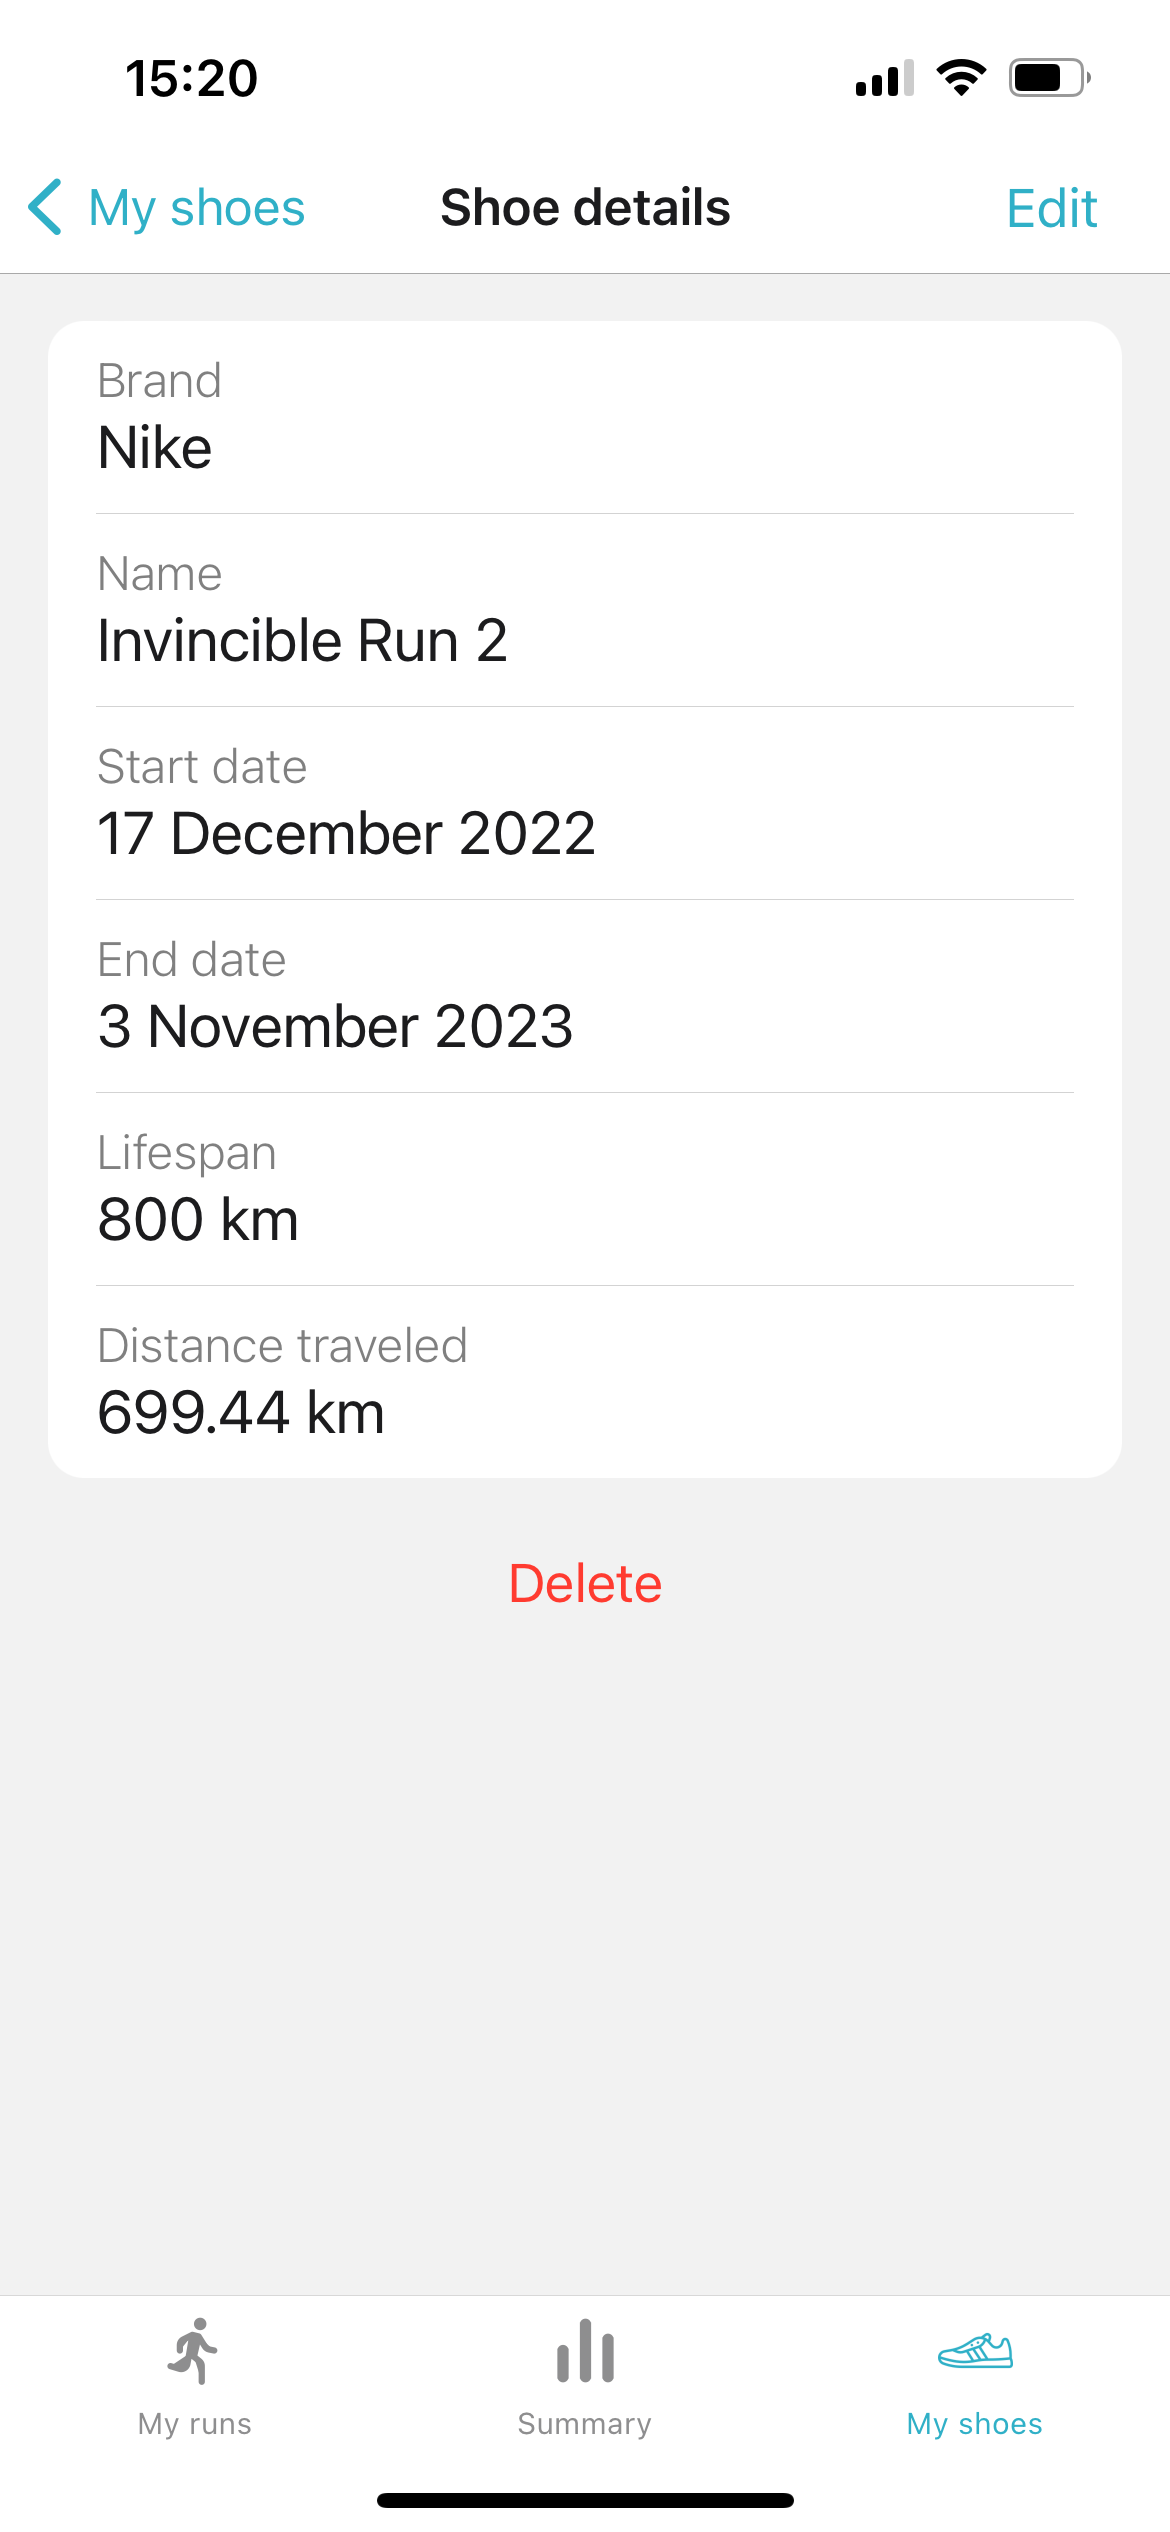 15:20
My shoes
Shoe details
Edit
Brand
Nike
Name
Invincible Run 2
Start date
17 December 2022
End date
3 November 2023
Lifespan
800 km
Distance traveled
699.44 km
Delete
My runs
Summary
My shoes